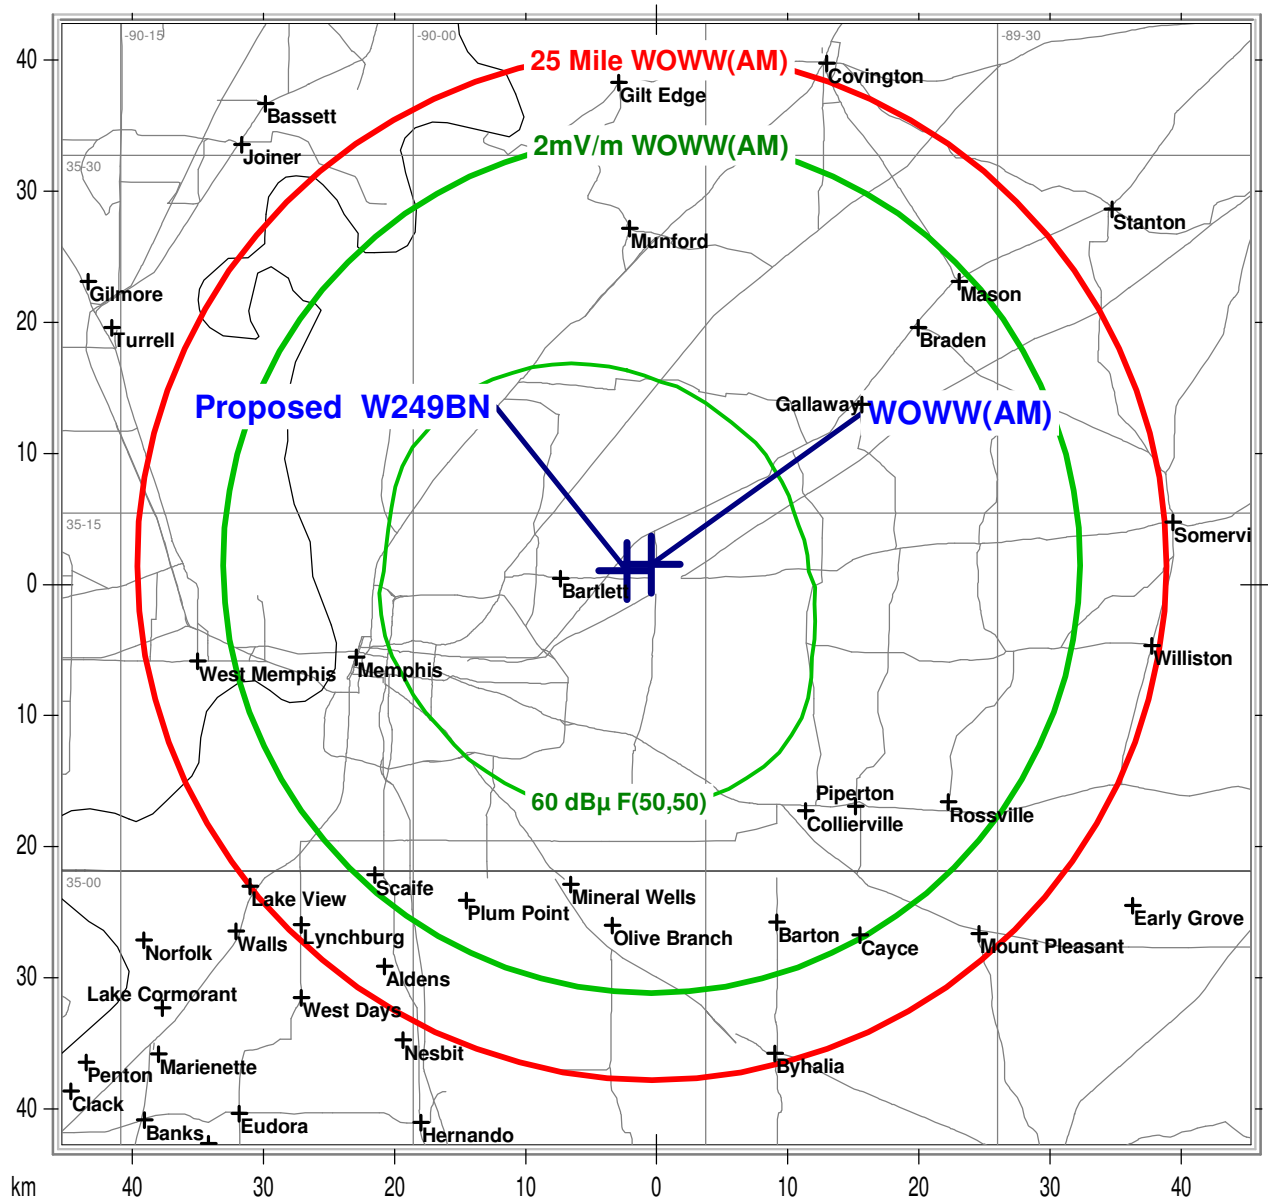 -90-15
-90-00
-89-30
40
25 Mile WOWW(AM)
Covington
Gilt Edge
Bassett
2mV/m WOWW(AM)
Joiner
35-30
30
Stanton
Munford
Gilmore
Mason
20
Turrell
Braden
Proposed W249BN
Gallaway
WOWW(AM)
10
35-15
Somervi
0
Bartlett
West Memphis
Memphis
Williston
10
60 dBµ F(50,50)
Piperton
Collierville
Rossville
20
35-00
Lake View
Scaife
Mineral Wells
Plum Point
Early Grove
Norfolk
Walls
Lynchburg
Olive Branch
Barton
Cayce
Mount Pleasant
30
Aldens
Lake Cormorant
West Days
Nesbit
Penton
Marienette
Byhalia
Clack
40
Banks
Eudora
Hernando
km
40
30
20
10
0
10
20
30
40